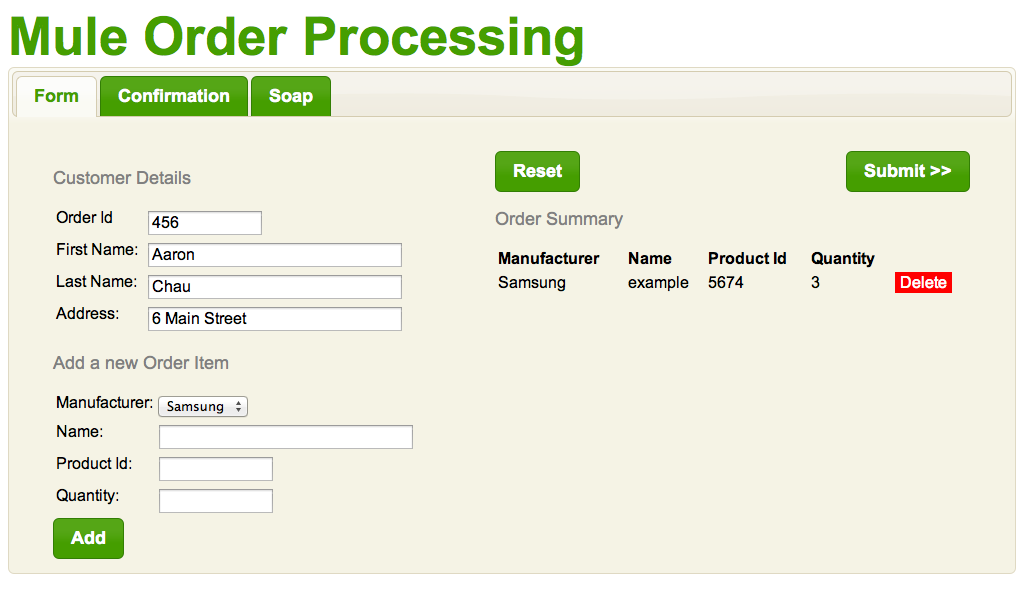 Mule Order Processing
Form Confirmation Soap
Customer Details
Order Id 456
First Name: Aaron
Last Name: Chau
Address: 6 Main Street
Add a new Order Item
Manufacturer: Samsung
Name:
Product Id:
Quantity:
Add
Reset Submit >>
Order Summary
Manufacturer Name Product Id Quantity
Samsung example 5674 3 Delete